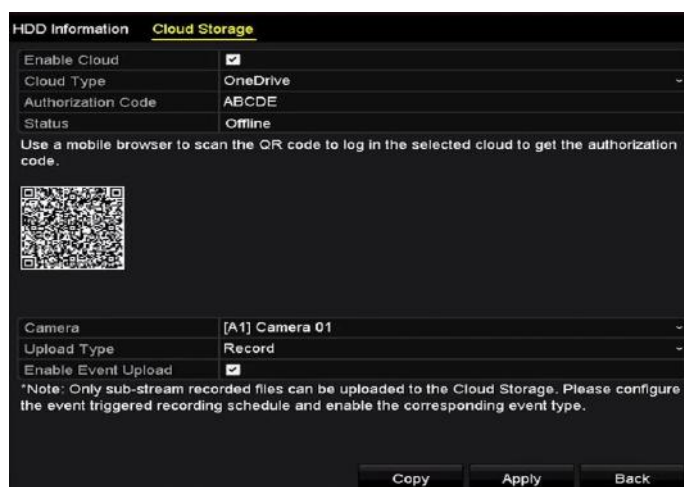 HDD Information Cloud Storage
Enable Cloud
Cloud Type OneDrive
Authorization Code ABCDE
Status Offline
Use a mobile browser to scan the QR code to log in the selected cloud to get the authorization
code.
Camera [A1] Camera 01
Upload Type Record
Enable Event Upload
*Note: Only sub-stream recorded files can be uploaded to the Cloud Storage. Please configure
the event triggered recording schedule and enable the corresponding event type.
Copy Apply Back